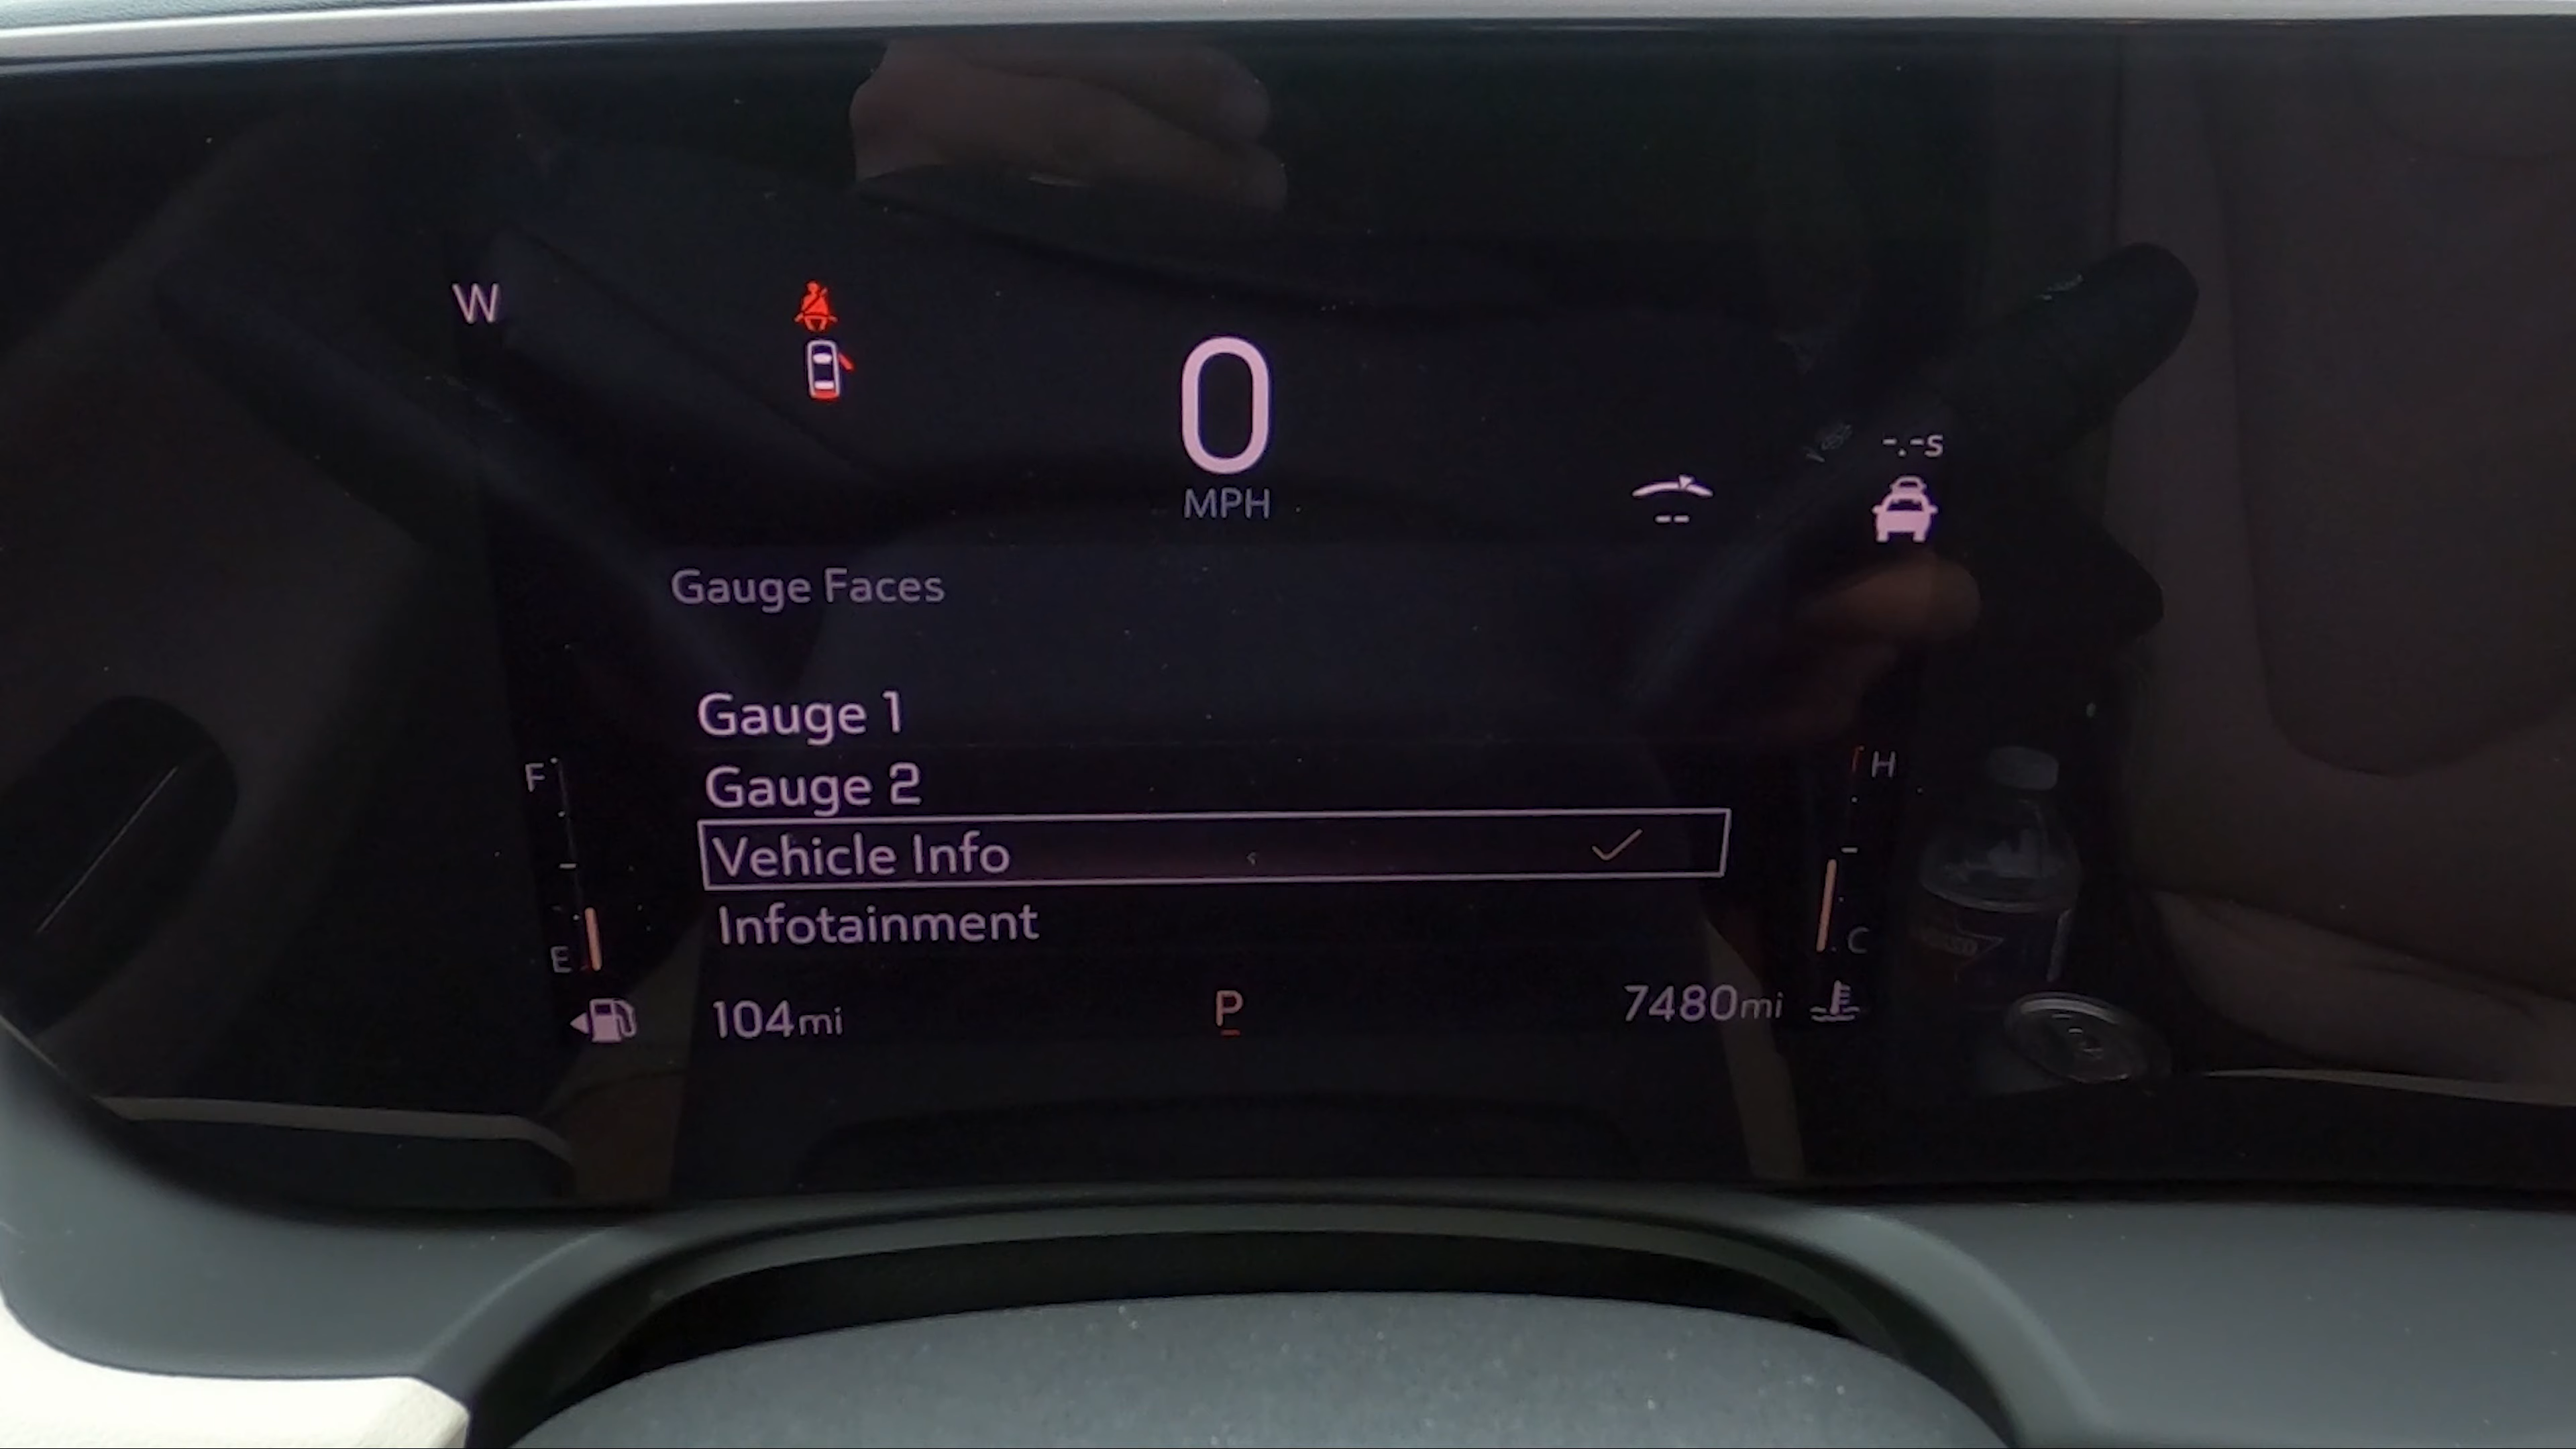 W
0
MPH
-.-s
--
Gauge Faces
Gauge 1
Gauge 2
Vehicle Info
Infotainment
F
E
H
C
104mi
P
7480mi